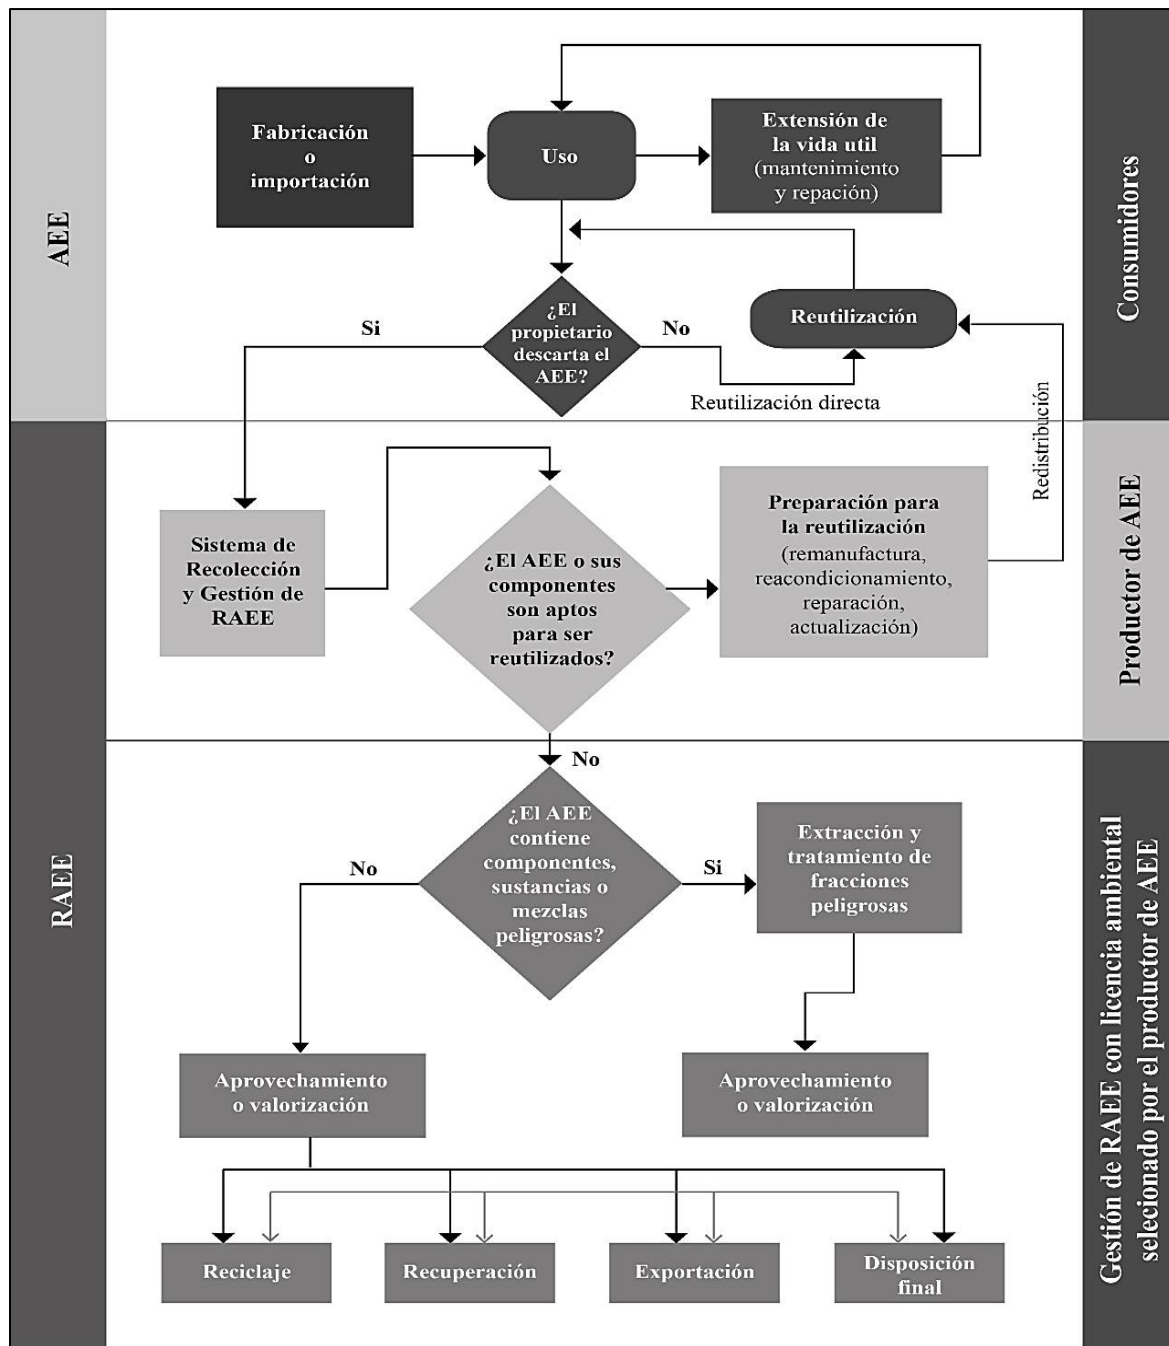 AEE
Consumidores
Fabricación
o
importación
Uso
Extensión de
la vida util
(mantenimiento
y repación)
Reutilización
¿El
propietario
descarta el
AEE?
Si
No
Reutilización directa
Redistribución
RAEE
Productor de AEE
Sistema de
Recolección
y Gestión de
RAEE
¿El AEE o sus
componentes
son aptos
para ser
reutilizados?
Preparación para
la reutilización
(remanufactura,
reacondicionamiento,
reparación,
actualización)
No
¿El AEE
contiene
componentes,
sustancias o
mezclas
peligrosas?
No
Si
Extracción y
tratamiento de
fracciones
peligrosas
Gestión de RAEE con licencia ambiental
selecionado por el productor de AEE
Aprovechamiento
o valorización
Aprovechamiento
o valorización
Reciclaje
Recuperación
Exportación
Disposición
final